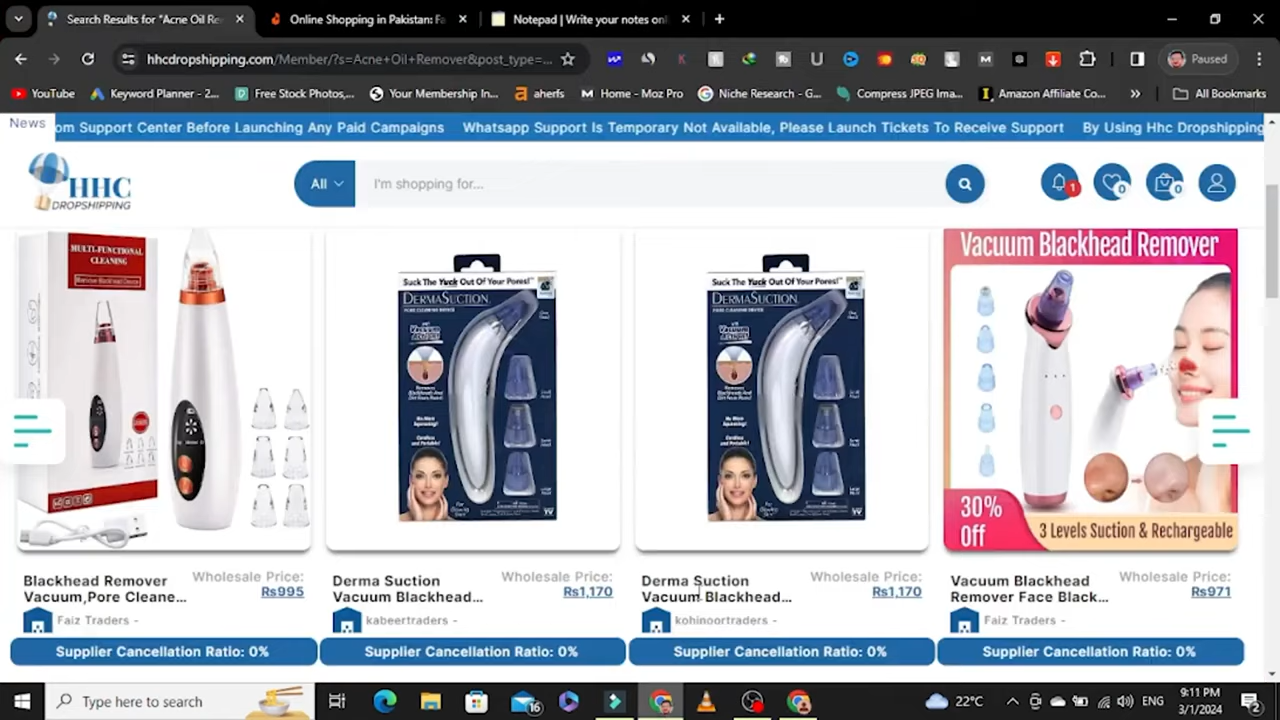 Search Results for "Acne Oil Re
Online Shopping in Pakistan: Fa
Notepad | Write your notes onl
hhcdropshipping.com/Member/?s=Acne+Oil+Remover&post_type=...
Paused
YouTube
Keyword Planner - 2...
Free Stock Photos,...
Your Membership In...
aherfs
Home - Moz Pro
Niche Research - G...
Compress JPEG Ima...
Amazon Affiliate Co...
All Bookmarks
News
om Support Center Before Launching Any Paid Campaigns
Whatsapp Support Is Temporary Not Available, Please Launch Tickets To Receive Support
By Using Hhc Dropshipping
HHC
DROPSHIPPING
All
I'm shopping for...
1
0
0
MULTI-FUNCTIONAL
CLEANING
Suck The Yuck Out Of Your Pores!
DERMASUCTION
Vacuum
Suck The Yuck Out Of Your Pores!
DERMASUCTION
Vacuum
Vacuum Blackhead Remover
30%
Off
3 Levels Suction & Rechargeable
Blackhead Remover
Vacuum,Pore Cleane...
Wholesale Price:
Rs995
Faiz Traders -
Supplier Cancellation Ratio: 0%
Derma Suction
Vacuum Blackhead...
Wholesale Price:
Rs1,170
kabeertraders -
Supplier Cancellation Ratio: 0%
Derma Suction
Vacuum Blackhead...
Wholesale Price:
Rs1,170
kohinoortraders -
Supplier Cancellation Ratio: 0%
Vacuum Blackhead
Remover Face Black...
Wholesale Price:
Rs971
Faiz Traders -
Supplier Cancellation Ratio: 0%
Type here to search
16
22°C
ENG
9:11 PM
3/1/2024
2